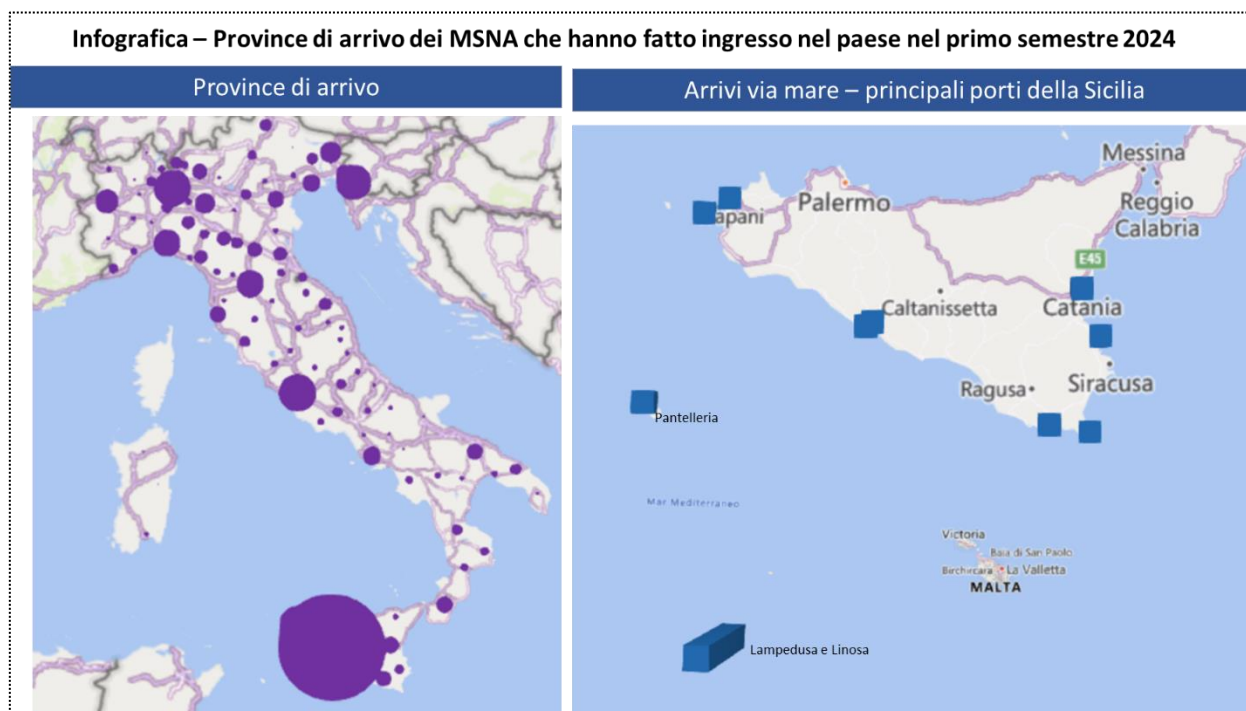 Infografica – Province di arrivo dei MSNA che hanno fatto ingresso nel paese nel primo semestre 2024
Province di arrivo
Arrivi via mare – principali porti della Sicilia
Messina
Palermo
apani
Reggio
Calabria
E45
Caltanissetta
Catania
Ragusa
Siracusa
Pantelleria
Mar Mediterraneo
Victoria
Baia di San Paolo
Birchircara
La Valletta
MALTA
Lampedusa e Linosa